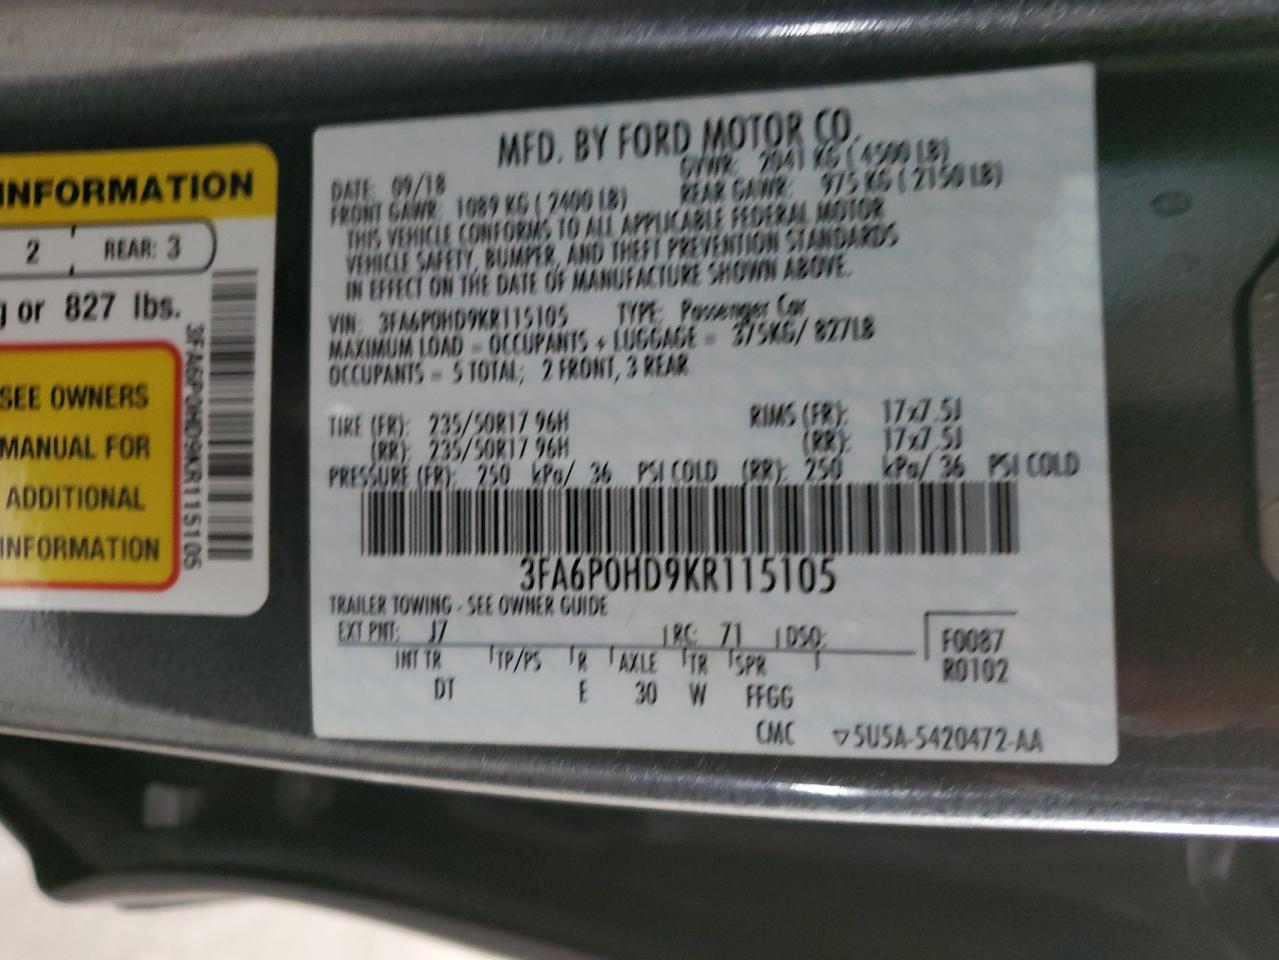 INFORMATION
2 REAR: 3
g or 827 lbs.
SEE OWNERS
MANUAL FOR
ADDITIONAL
INFORMATION
3FA6P0HD9KR115105
MFD. BY FORD MOTOR CO.
DATE: 09/18 GVWR: 2041 KG ( 4500 LB)
FRONT GAWR: 1089 KG ( 2400 LB) REAR GAWR: 975 KG ( 2150 LB)
THIS VEHICLE CONFORMS TO ALL APPLICABLE FEDERAL MOTOR
VEHICLE SAFETY, BUMPER, AND THEFT PREVENTION STANDARDS
IN EFFECT ON THE DATE OF MANUFACTURE SHOWN ABOVE.
VIN: 3FA6P0HD9KR115105 TYPE: Passenger Car
MAXIMUM LOAD = OCCUPANTS + LUGGAGE = 375KG/ 827LB
OCCUPANTS = 5 TOTAL; 2 FRONT, 3 REAR
TIRE (FR): 235/50R17 96H RIMS (FR): 17x7.5J
(RR): 235/50R17 96H (RR): 17x7.5J
PRESSURE (FR): 250 kPa/ 36 PSI COLD (RR): 250 kPa/ 36 PSI COLD
3FA6P0HD9KR115105
TRAILER TOWING - SEE OWNER GUIDE
EXT PNT: J7 RC: 71 DSO: F0087
INT TR TP/PS R AXLE TR SPR R0102
DT E 30 W FFGG
CMC ▽5U5A-5420472-AA